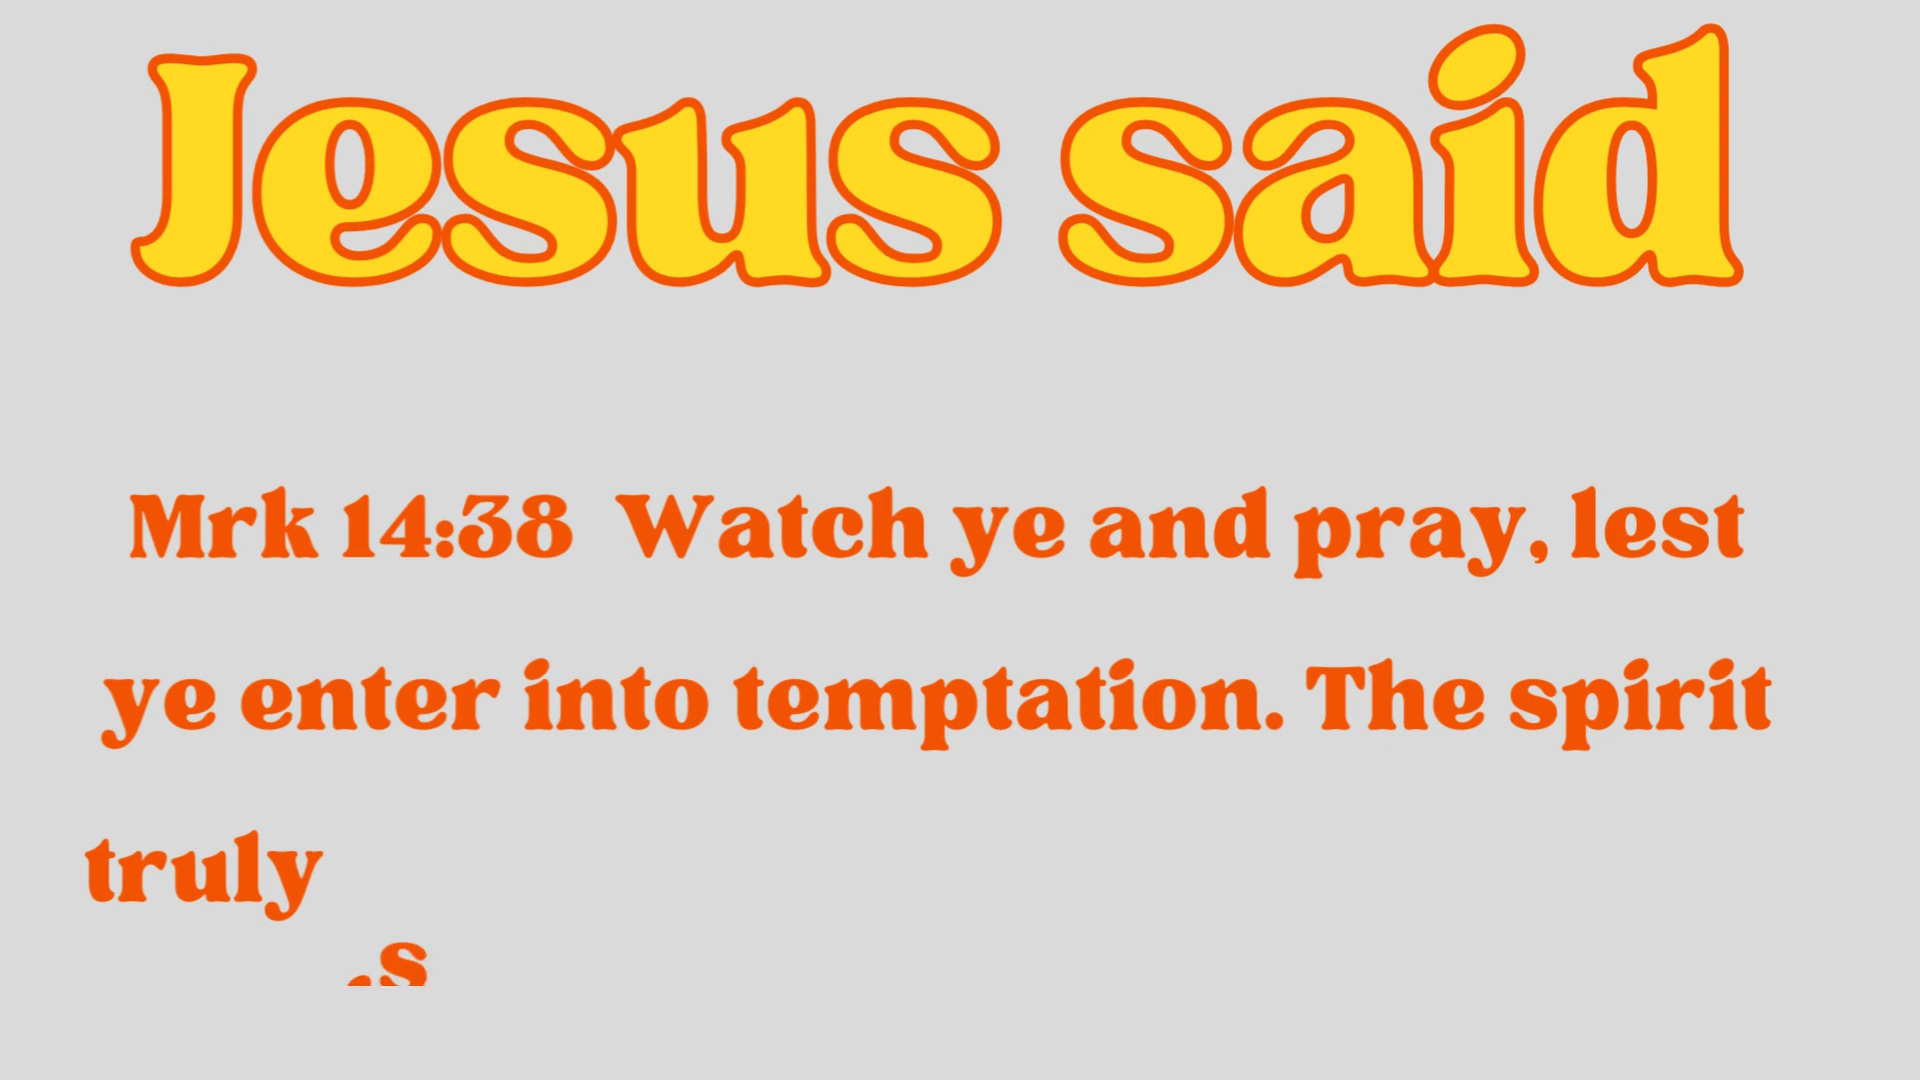 Jesus said
Mrk 14:38  Watch ye and pray, lest
ye enter into temptation. The spirit
truly